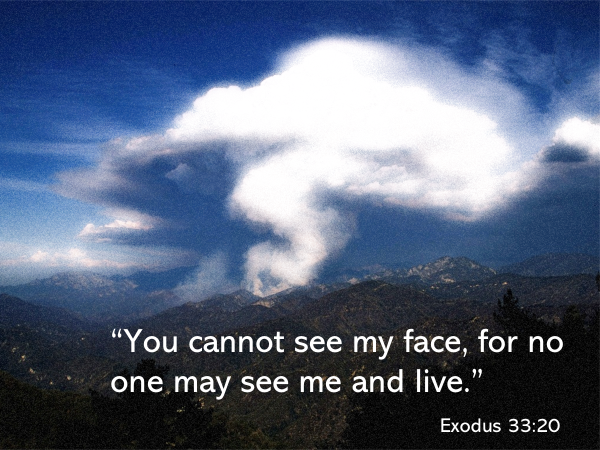 “You cannot see my face, for no
one may see me and live.”
Exodus 33:20